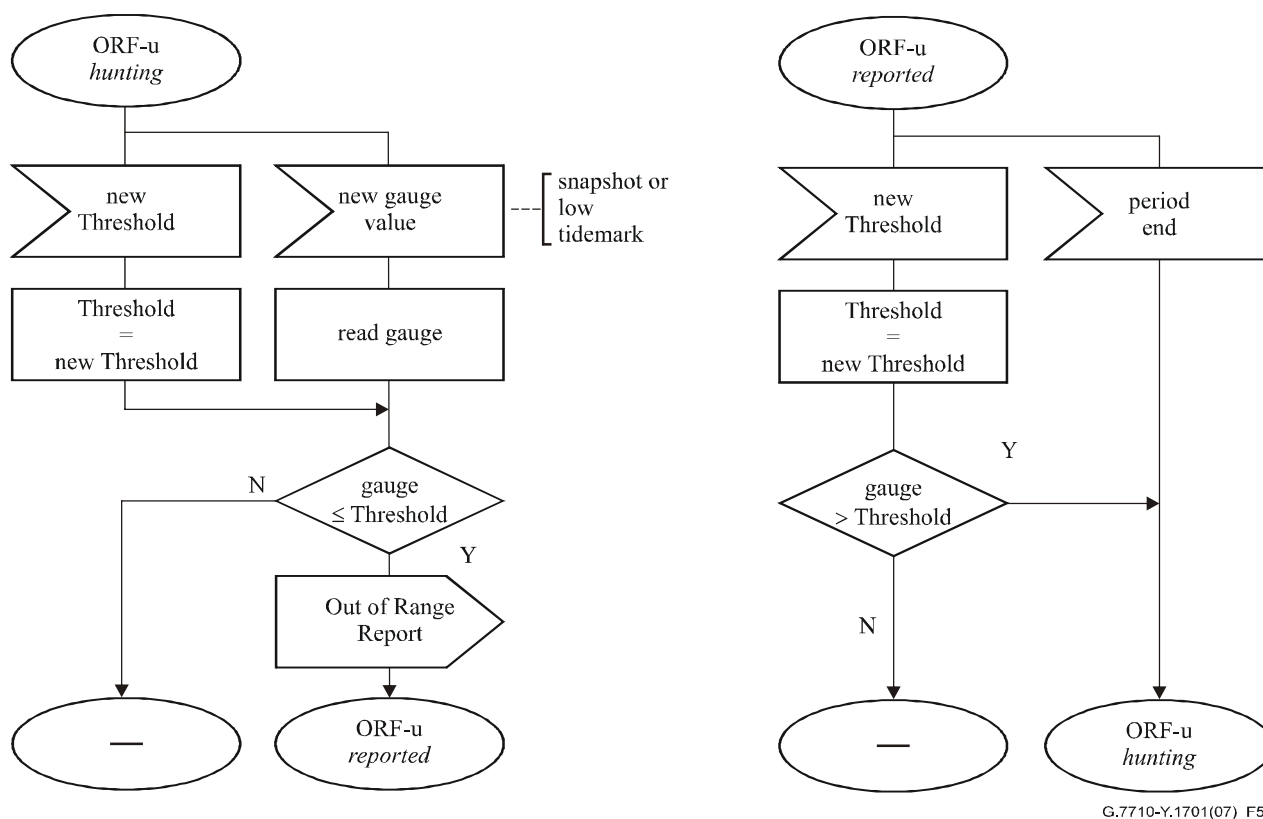 ORF-u
hunting
new
Threshold
new gauge
value
snapshot or
low
tidemark
Threshold
=
new Threshold
read gauge
N
gauge
≤ Threshold
Y
Out of Range
Report
—
ORF-u
reported
ORF-u
reported
new
Threshold
period
end
Threshold
=
new Threshold
Y
gauge
> Threshold
N
—
ORF-u
hunting
G.7710-Y.1701(07)_F5